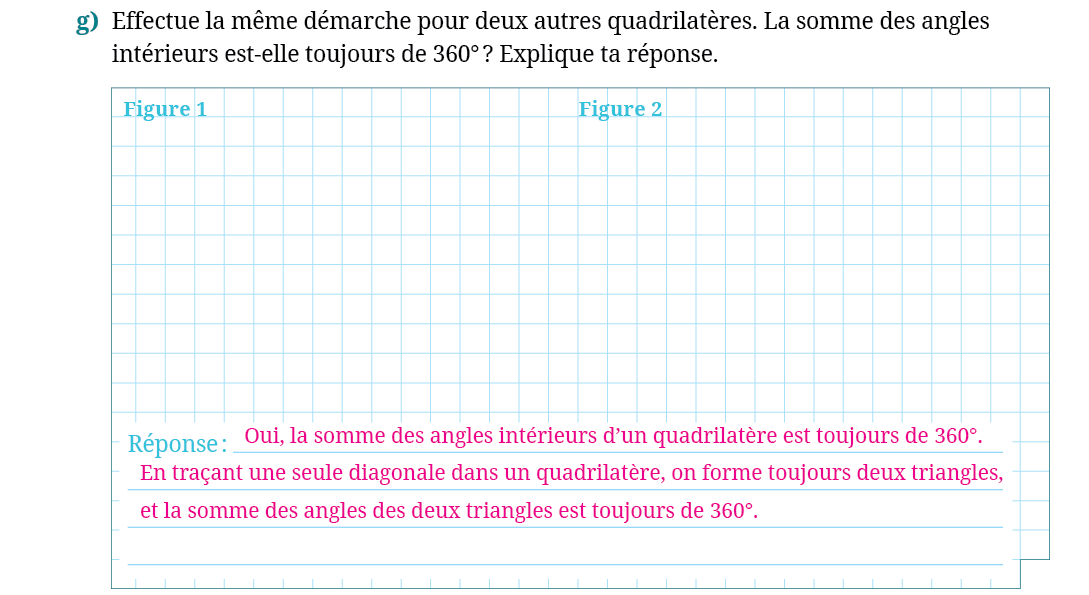 g) Effectue la même démarche pour deux autres quadrilatères. La somme des angles
intérieurs est-elle toujours de 360° ? Explique ta réponse.
Figure 1
Figure 2
Réponse : Oui, la somme des angles intérieurs d’un quadrilatère est toujours de 360°.
En traçant une seule diagonale dans un quadrilatère, on forme toujours deux triangles,
et la somme des angles des deux triangles est toujours de 360°.